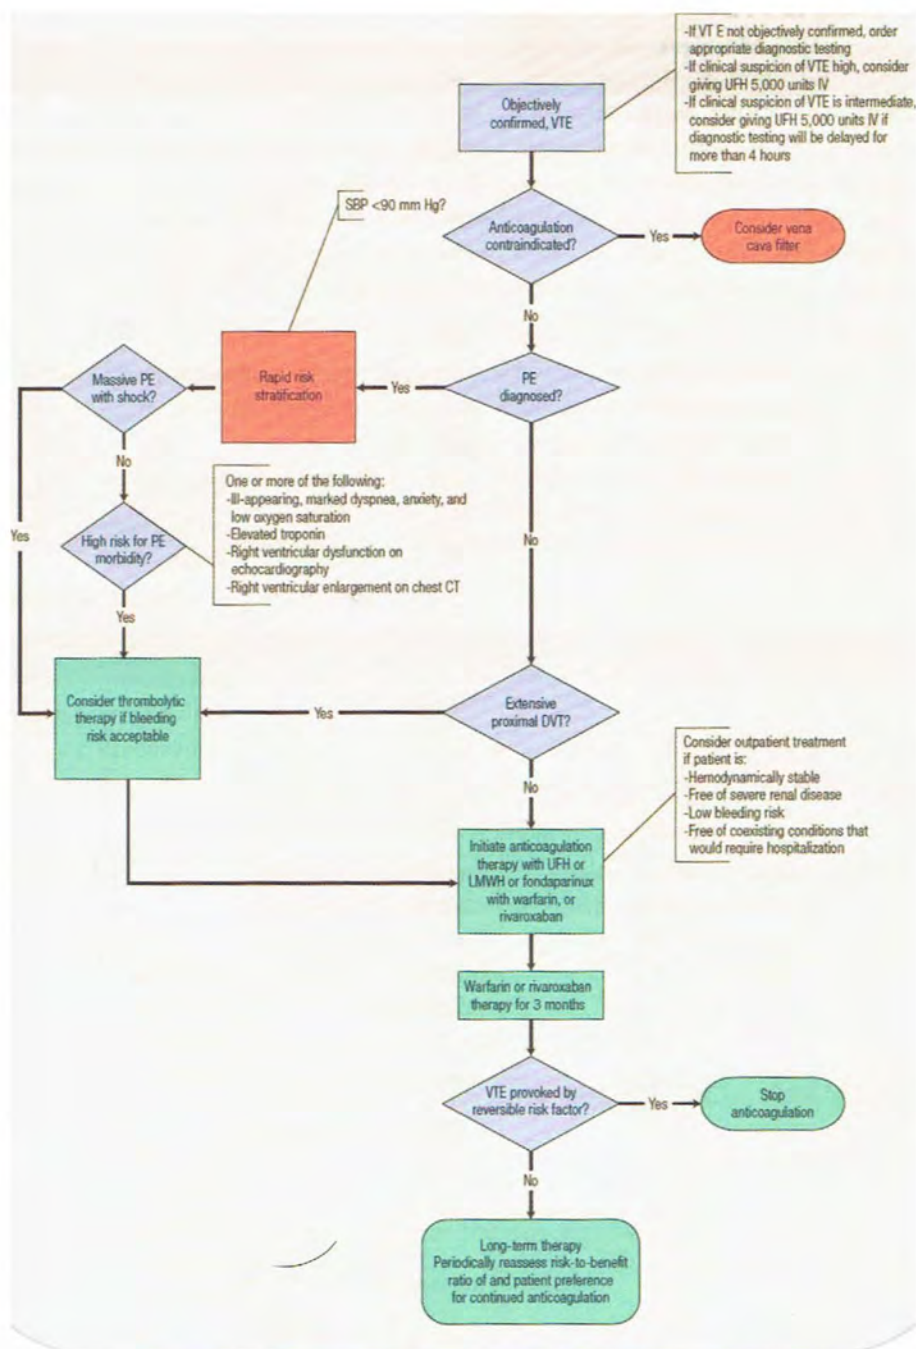 -If VT E not objectively confirmed, order
appropriate diagnostic testing
-If clinical suspicion of VTE high, consider
giving UFH 5,000 units IV
-If clinical suspicion of VTE is intermediate,
consider giving UFH 5,000 units IV if
diagnostic testing will be delayed for
more than 4 hours
Objectively
confirmed, VTE
SBP <90 mm Hg?
Anticoagulation
contraindicated?
Yes
Consider vena
cava filter
No
Massive PE
with shock?
Rapid risk
stratification
Yes
PE
diagnosed?
No
One or more of the following:
-Ill-appearing, marked dyspnea, anxiety, and
low oxygen saturation
-Elevated troponin
-Right ventricular dysfunction on
echocardiography
-Right ventricular enlargement on chest CT
Yes
High risk for PE
morbidity?
No
Yes
Consider thrombolytic
therapy if bleeding
risk acceptable
Yes
Extensive
proximal DVT?
Consider outpatient treatment
if patient is:
-Hemodynamically stable
-Free of severe renal disease
-Low bleeding risk
-Free of coexisting conditions that
would require hospitalization
No
Initiate anticoagulation
therapy with UFH or
LMWH or fondaparinux
with warfarin, or
rivaroxaban
Warfarin or rivaroxaban
therapy for 3 months
VTE provoked by
reversible risk factor?
Yes
Stop
anticoagulation
No
Long-term therapy
Periodically reassess risk-to-benefit
ratio of and patient preference
for continued anticoagulation